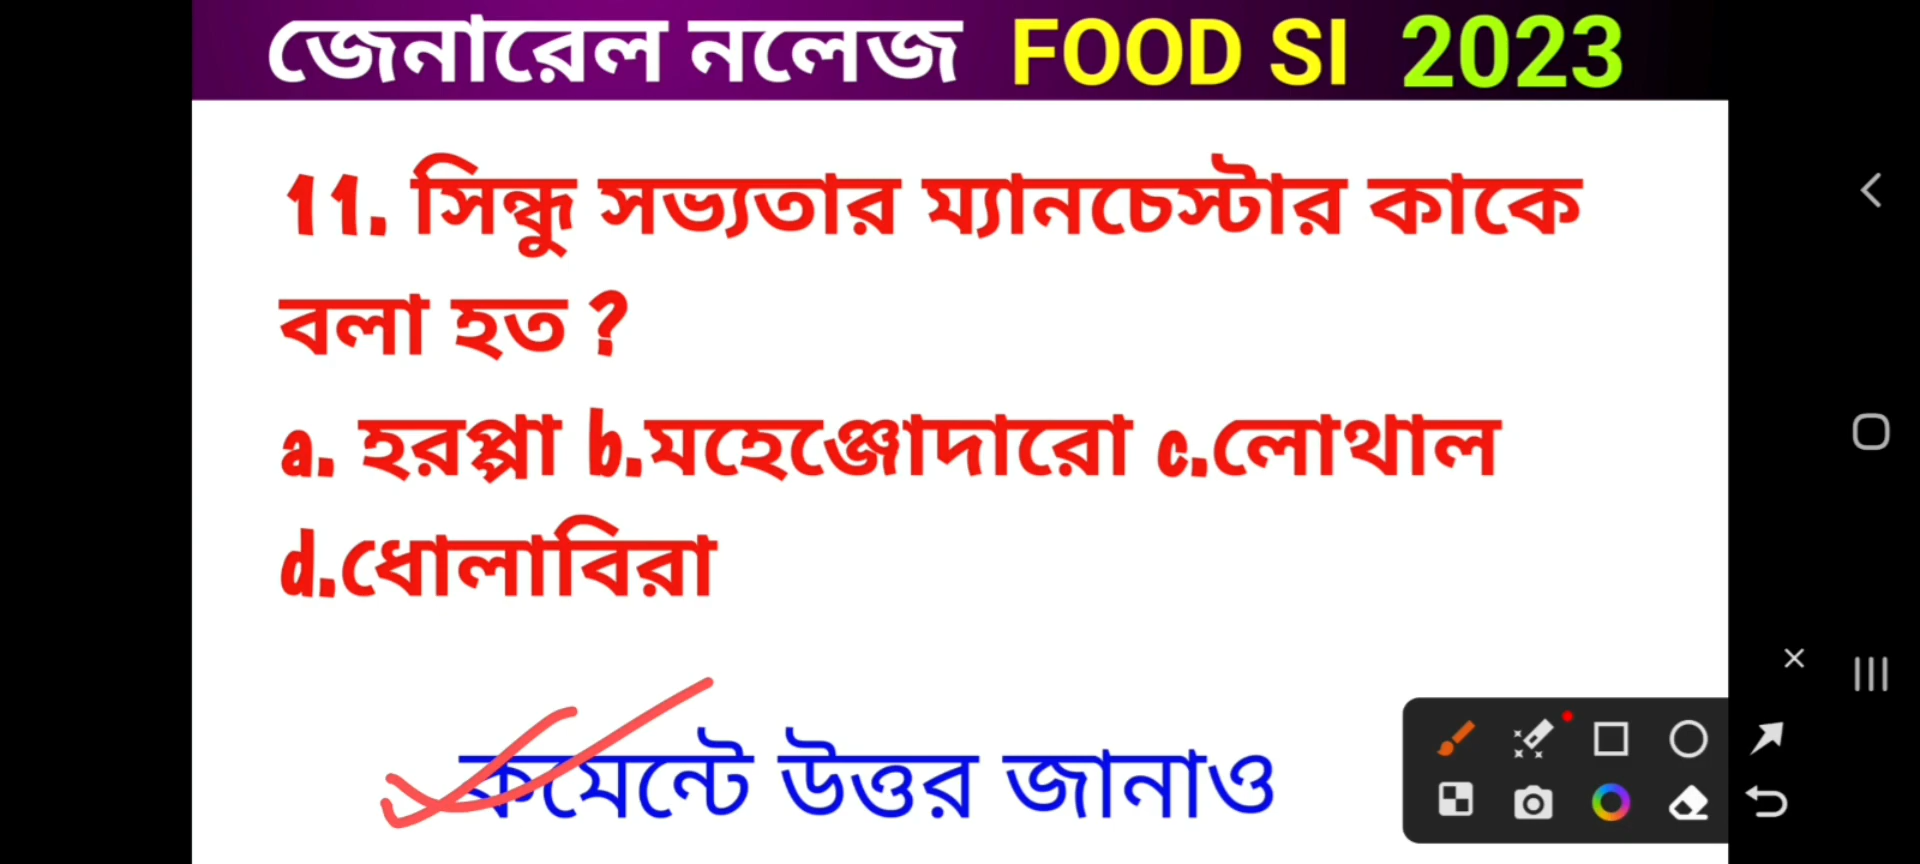 জেনারেল নলেজ FOOD SI 2023
11. সিন্ধু সভ্যতার ম্যানচেস্টার কাকে
বলা হত ?
a. হরপ্পা b.মহেঞ্জোদারো c.লোথাল
d.ধোলাবিরা
কমেন্টে উত্তর জানাও